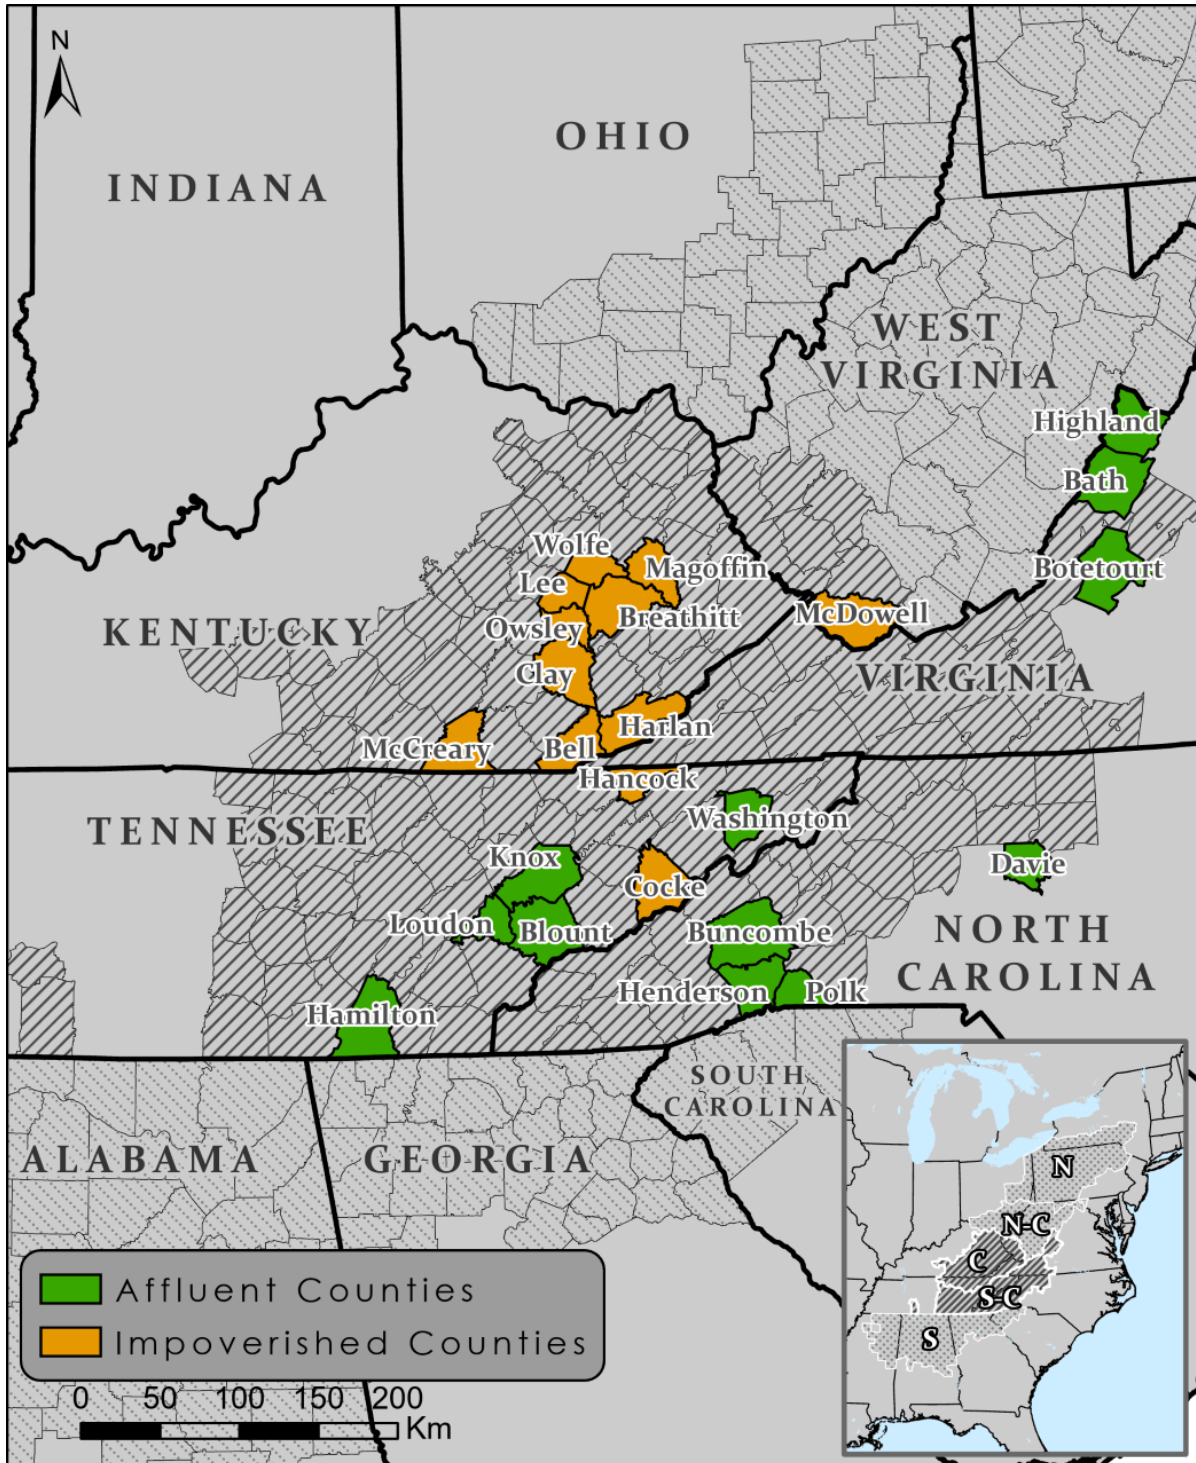 N
OHIO
INDIANA
WEST
VIRGINIA
Highland
Bath
Wolfe
Magoffin
Botetourt
Lee
McDowell
Breathitt
Owsley
KENTUCKY
Clay
VIRGINIA
Harlan
McCreary
Bell
Hancock
Washington
TENNESSEE
Knox
Davie
Cocke
Loudon
Blount
Buncombe
NORTH
CAROLINA
Henderson
Polk
Hamilton
SOUTH
CAROLINA
ALABAMA
GEORGIA
N
N-C
C
S-C
S
Affluent Counties
Impoverished Counties
0 50 100 150 200
Km